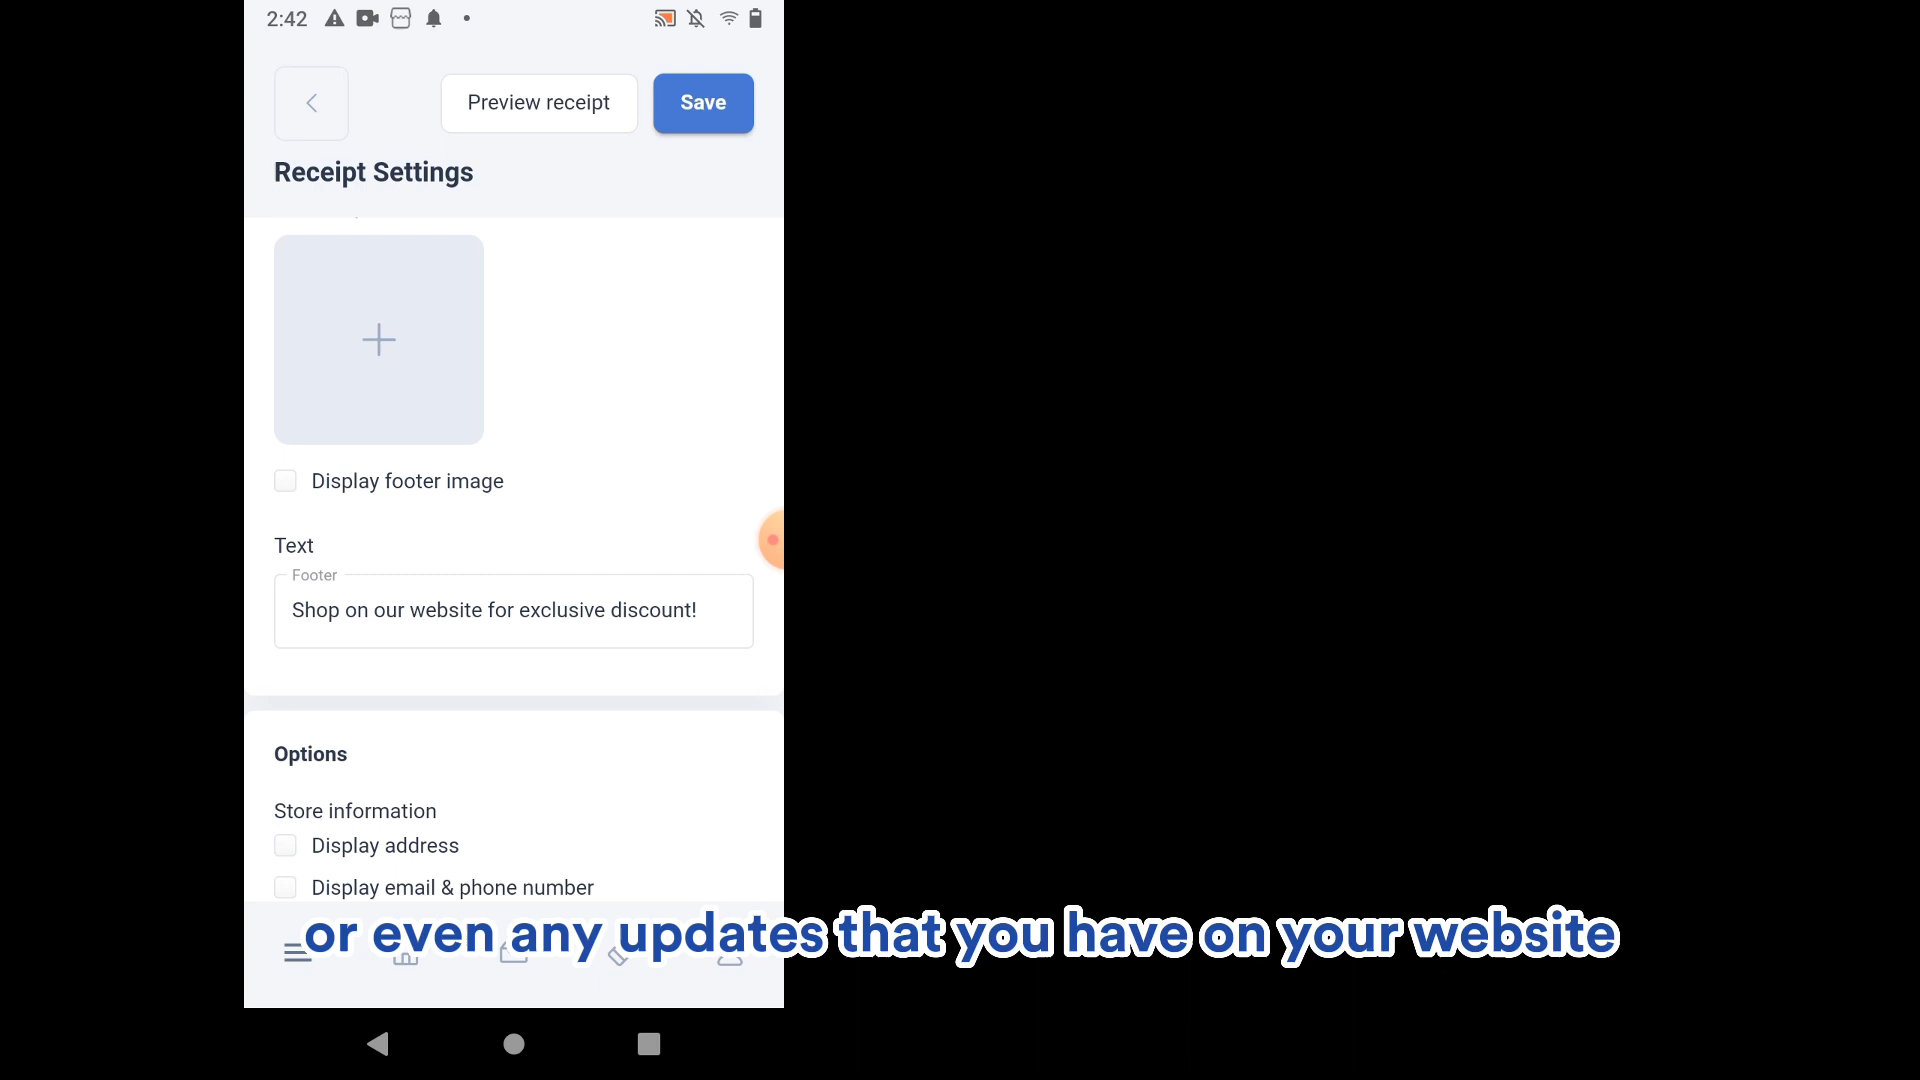 2:42
Preview receipt
Save
Receipt Settings
Display footer image
Text
Footer
Shop on our website for exclusive discount!
Options
Store information
Display address
Display email & phone number
or even any updates that you have on your website